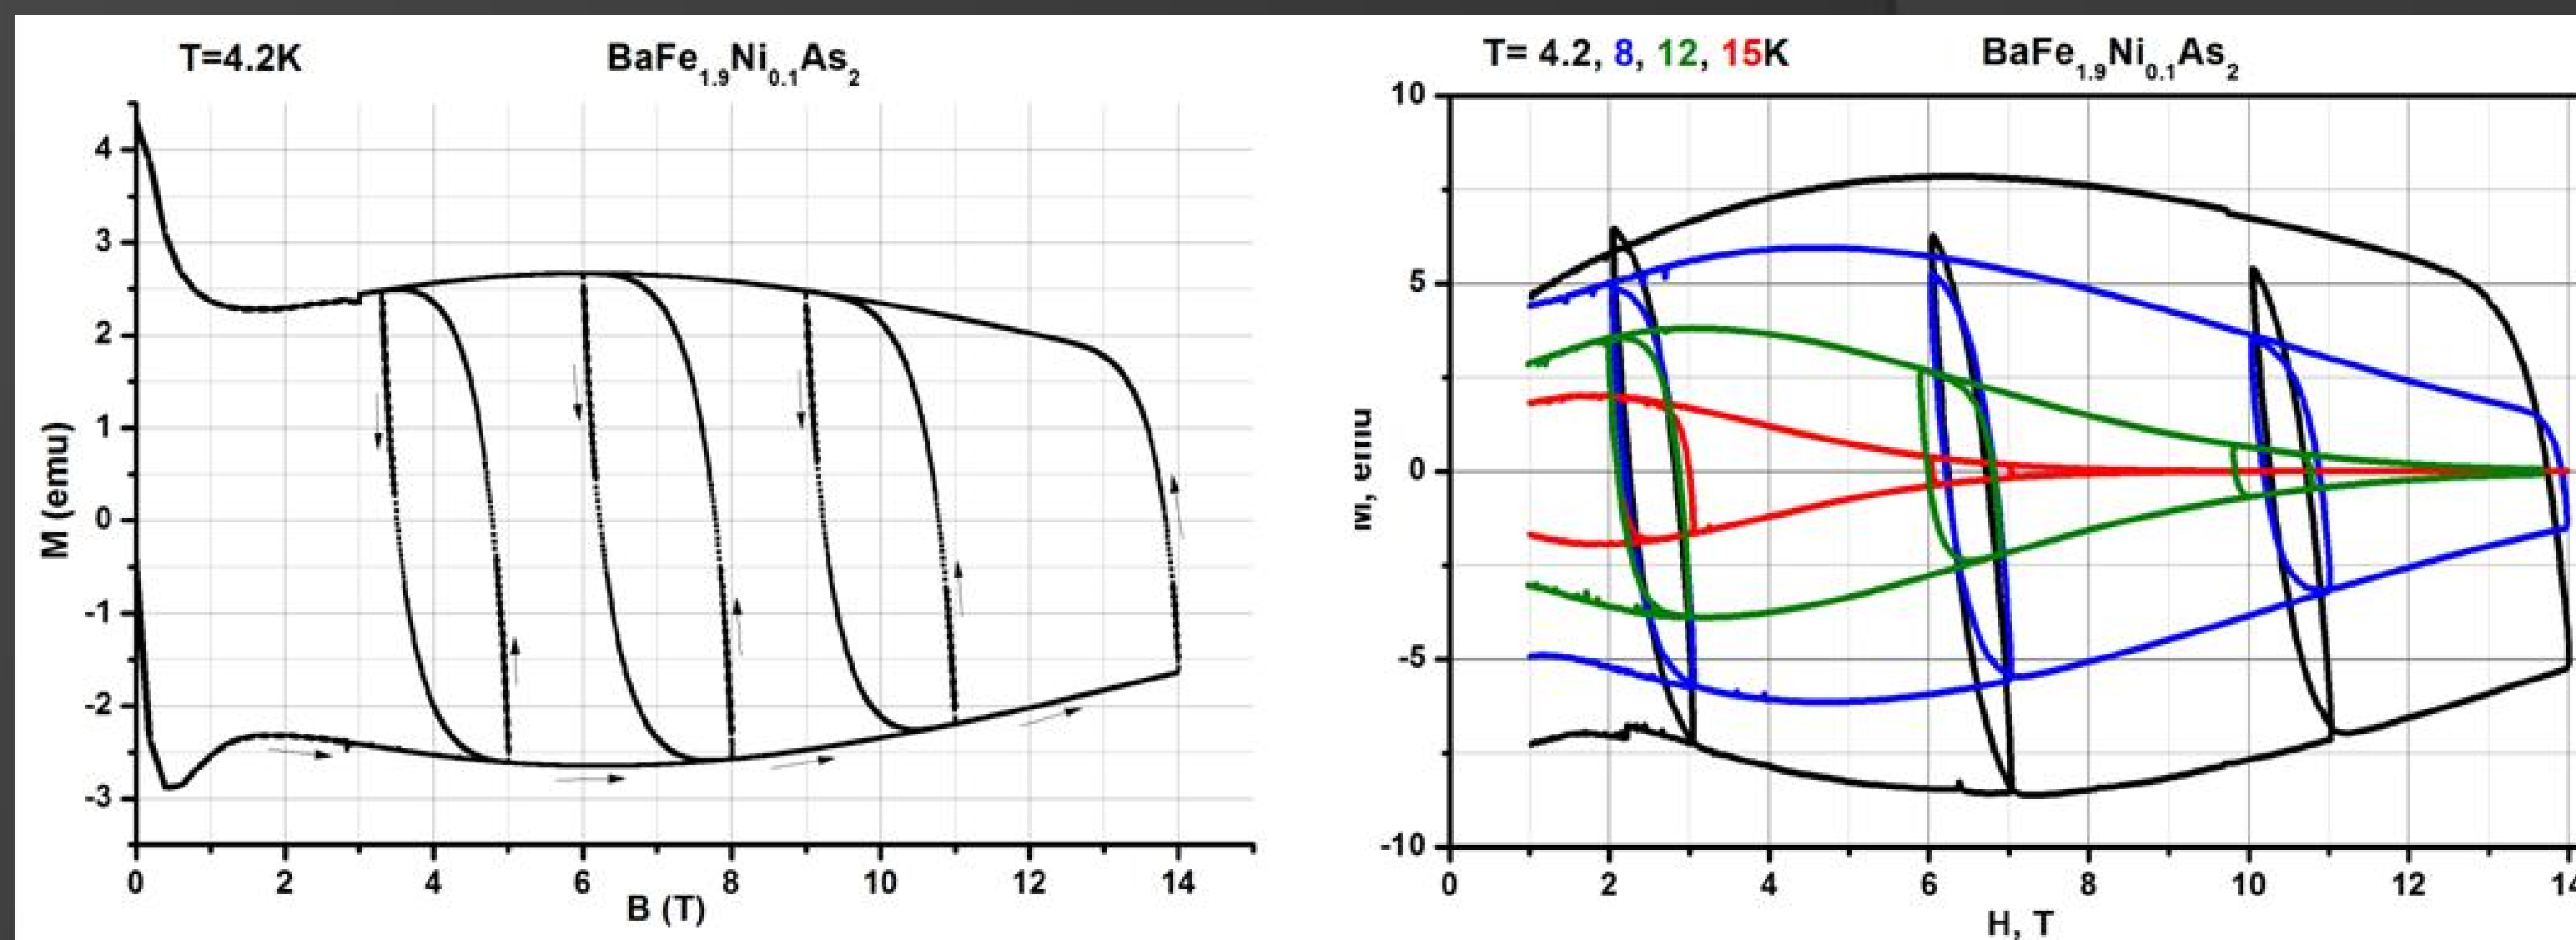 T=4.2K
BaFe1.9Ni0.1As2
4
3
2
1
0
-1
-2
-3
M (emu)
0 2 4 6 8 10 12 14
B (T)
T= 4.2, 8, 12, 15K
BaFe1.9Ni0.1As2
10
5
0
-5
-10
M, emu
0 2 4 6 8 10 12 14
H, T